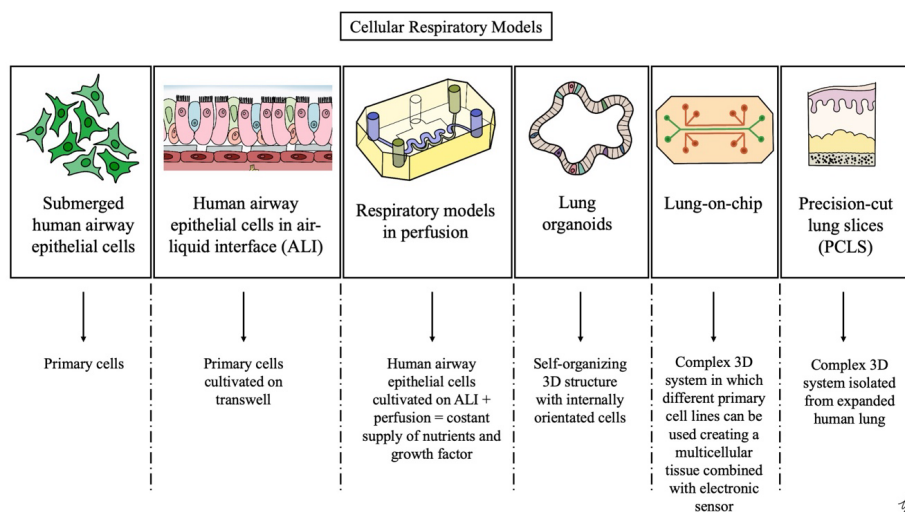 Cellular Respiratory Models
Submerged
human airway
epithelial cells
Human airway
epithelial cells in air-
liquid interface (ALI)
Respiratory models
in perfusion
Lung
organoids
Lung-on-chip
Precision-cut
lung slices
(PCLS)
Primary cells
Primary cells
cultivated on
transwell
Human airway
epithelial cells
cultivated on ALI +
perfusion = costant
supply of nutrients and
growth factor
Self-organizing
3D structure
with internally
orientated cells
Complex 3D
system in which
different primary
cell lines can be
used creating a
multicellular
tissue combined
with electronic
sensor
Complex 3D
system isolated
from expanded
human lung